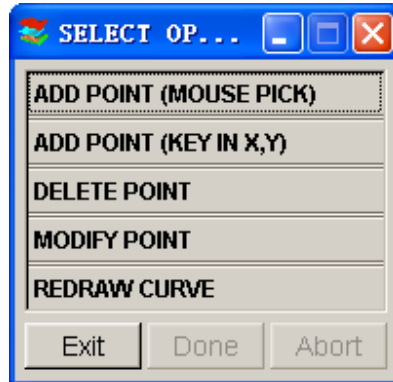 SELECT OP...
ADD POINT (MOUSE PICK)
ADD POINT (KEY IN X,Y)
DELETE POINT
MODIFY POINT
REDRAW CURVE
Exit Done Abort